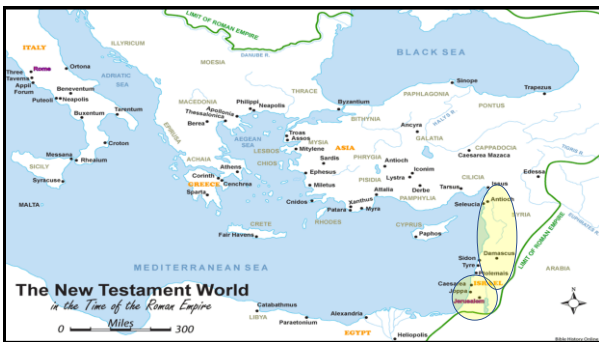 LIMIT OF ROMAN EMPIRE
ITALY
ILLYRICUM
DANUBE R.
BLACK SEA
Rome
Three
Taverns
Appii
Forum
Ortona
ADRIATIC
SEA
MOESIA
Beneventum
Puteoli
Neapolis
Buxentum
Tarentum
MACEDONIA
Philippi
Neapolis
Apollonia
Thessalonica
Berea
THRACE
Byzantium
BITHYNIA
PAPHLAGONIA
Sinope
PONTUS
Trapezus
HALYS R.
Ancyra
GALATIA
CAPPADOCIA
Caesarea Mazaca
TIGRIS R.
EPIRUS
AEGEAN
SEA
Troas
Assos
MYSIA
ASIA
LESBOS
Mitylene
Croton
Messana
Rhegium
SICILY
Syracuse
MALTA
ACHAIA
Athens
Corinth
Cenchrea
GREECE
Sparta
CHIOS
Sardis
PHRYGIA
Antioch
Ephesus
PISIDIA
Lystra
Iconim
Derbe
Miletus
Attalia
PAMPHYLIA
Xanthus
Patara
Myra
Cnidos
RHODES
CRETE
Fair Havens
Tarsus
CILICIA
Issus
Edessa
Antioch
Seleucia
SYRIA
EUPHRATES R.
CYPRUS
Paphos
Damascus
Sidon
Tyre
Ptolemais
LIMIT OF ROMAN EMPIRE
ARABIA
MEDITERRANEAN SEA
Caesarea
ISRAEL
Joppa
Jerusalem
The New Testament World
in the Time of the Roman Empire
Miles
0
300
Catabathmus
LIBYA
Paraetonium
Alexandria
EGYPT
Heliopolis
N
Bible History Online